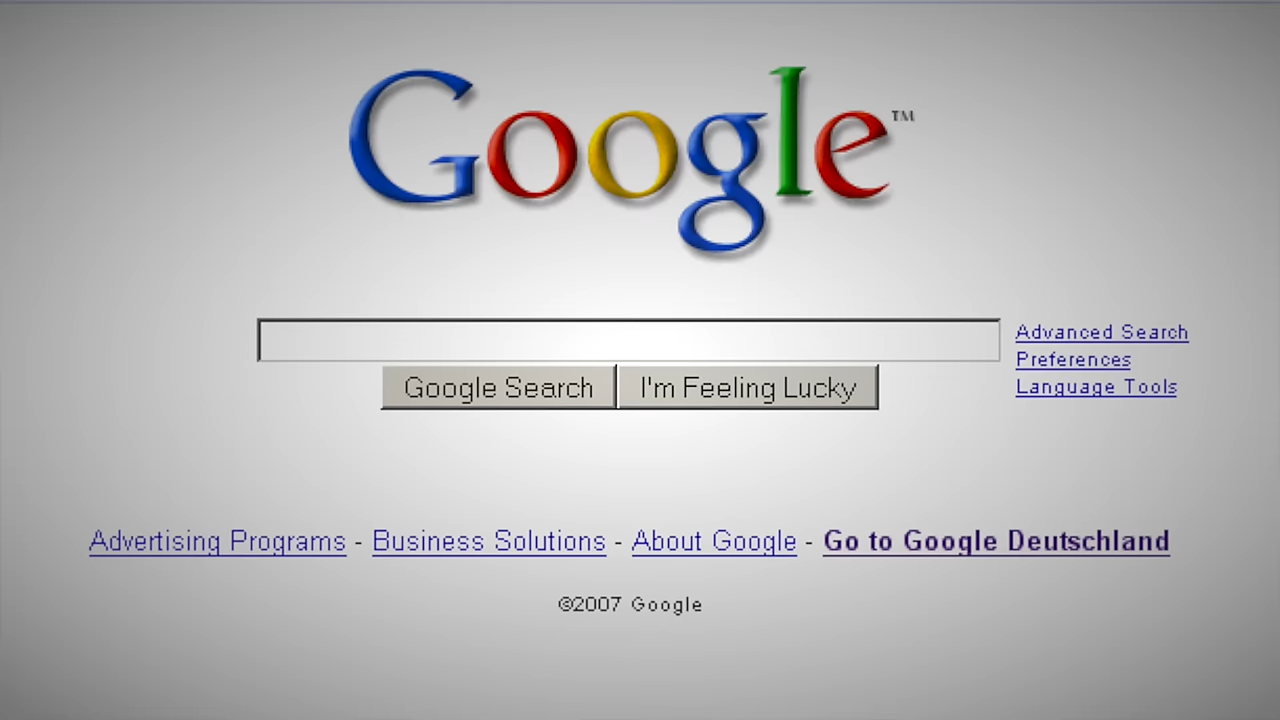 Google™
Advanced Search
Preferences
Language Tools
Google Search I'm Feeling Lucky
Advertising Programs - Business Solutions - About Google - Go to Google Deutschland
©2007 Google